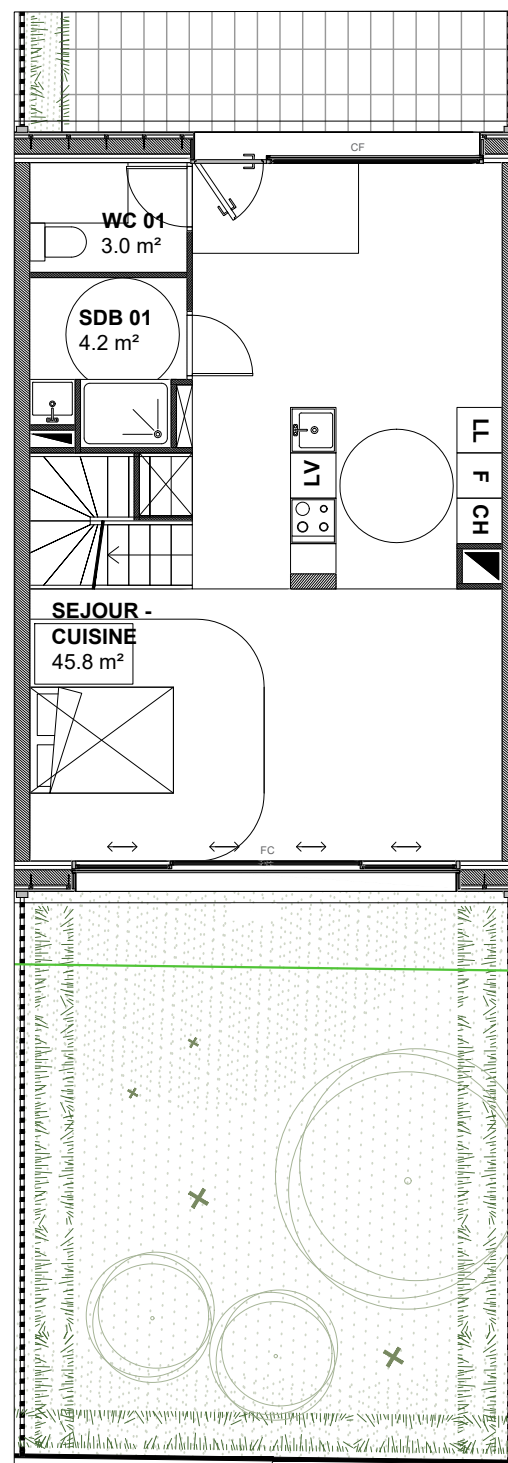 CF
WC 01
3.0 m²
SDB 01
4.2 m²
LV
LL
F
CH
SEJOUR -
CUISINE
45.8 m²
FC